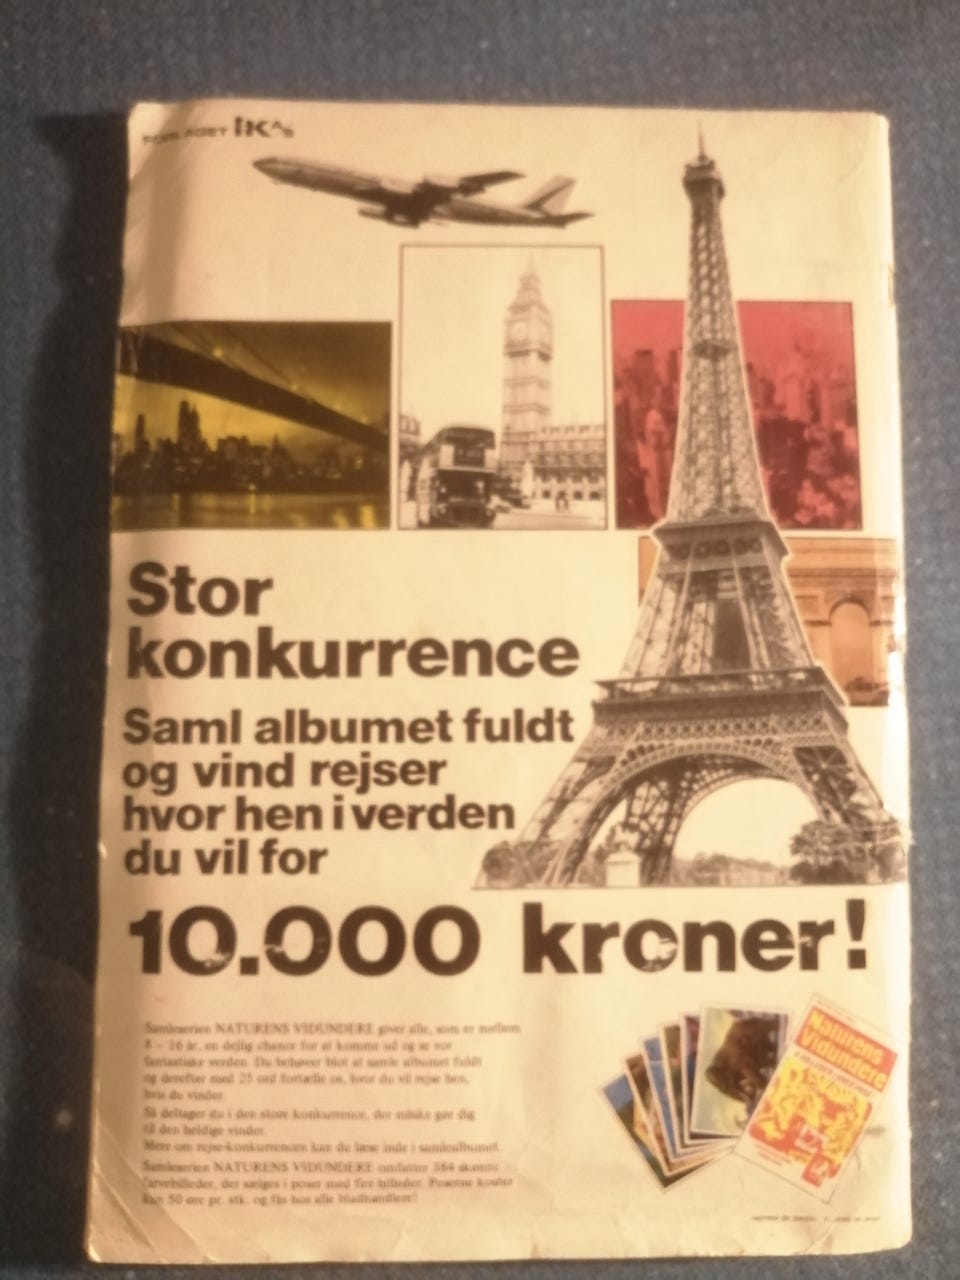 FORLAGET IK A/S
Stor
konkurrence
Saml albumet fuldt
og vind rejser
hvor hen i verden
du vil for
10.000 kroner!
Samleserien NATURENS VIDUNDERE giver alle, som er mellem
8 – 16 år, en dejlig chance for at komme ud og se vor
fantastiske verden. Du behøver blot at samle albumet fuldt
og derefter med 25 ord fortælle os, hvor du vil rejse hen,
hvis du vinder.
Så deltager du i den store konkurrence, der måske gør dig
til den heldige vinder.
Mere om rejse-konkurrencen kan du læse inde i samlealbumet.
Samleserien NATURENS VIDUNDERE omfatter 384 skønne
farvebilleder, der sælges i poser med fire billeder. Poserne koster
kun 50 øre pr. stk. og fås hos alle bladhandlere!
Naturens
Vidundere